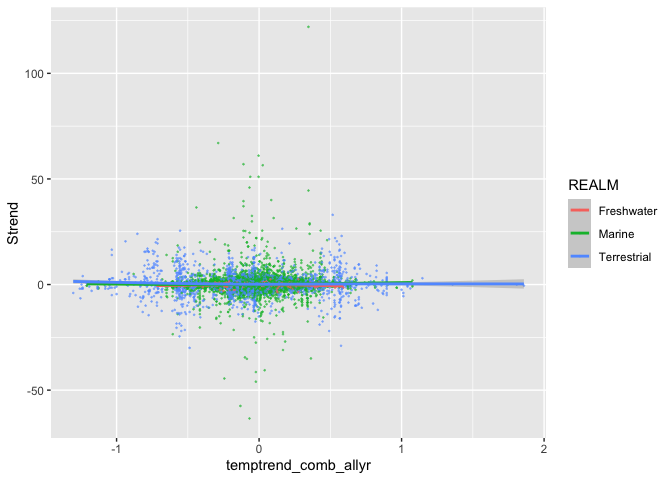 100
50
0
-50
Strend
-1
0
1
2
temptrend_comb_allyr
REALM
Freshwater
Marine
Terrestrial